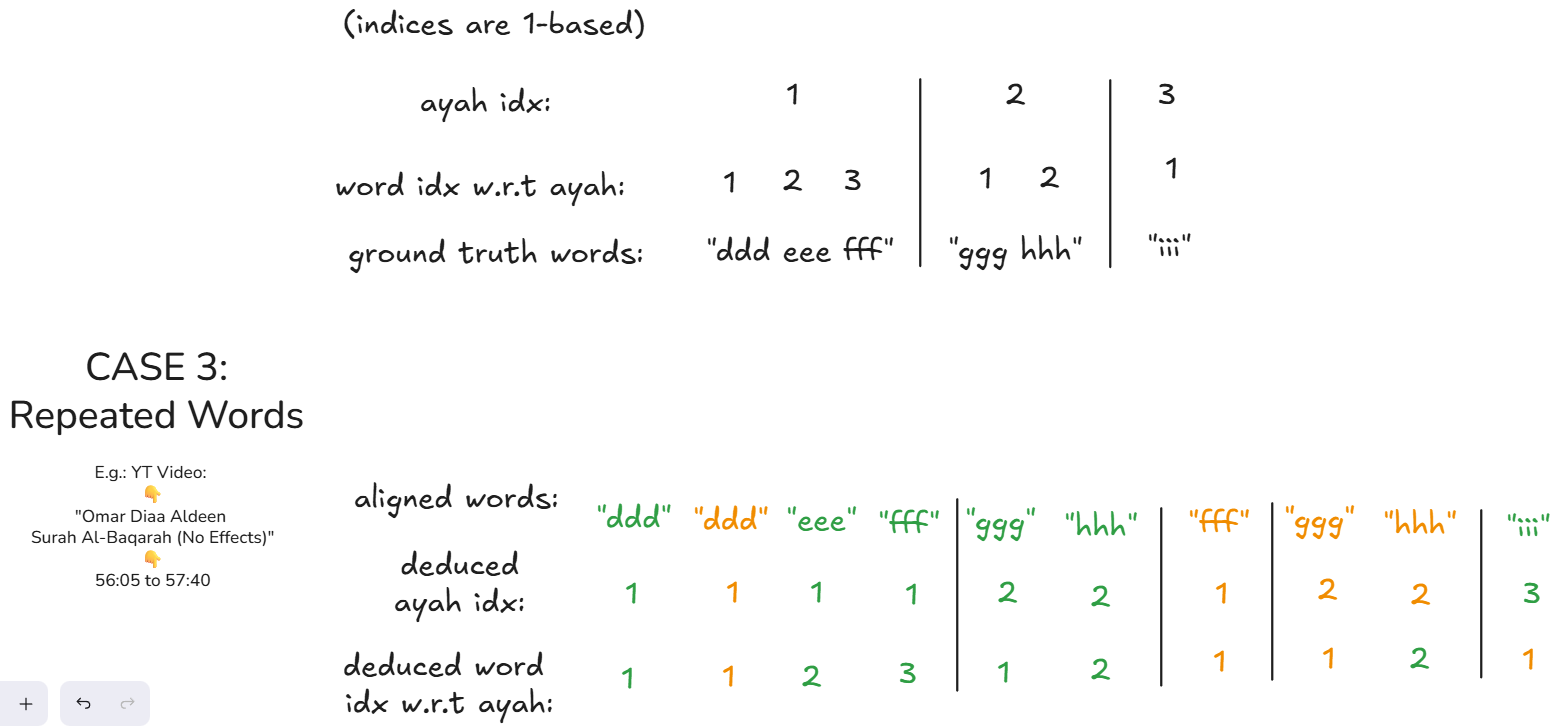 (indices are 1-based)
ayah idx: 1 2 3
word idx w.r.t ayah: 1 2 3 1 2 1
ground truth words: "ddd eee fff" "ggg hhh" "iii"
CASE 3:
Repeated Words
E.g.: YT Video:
👇
"Omar Diaa Aldeen
Surah Al-Baqarah (No Effects)"
👇
56:05 to 57:40
aligned words: "ddd" "ddd" "eee" "fff" "ggg" "hhh" "fff" "ggg" "hhh" "iii"
deduced
ayah idx: 1 1 1 1 2 2 1 2 2 3
deduced word
idx w.r.t ayah: 1 1 2 3 1 2 1 1 2 1